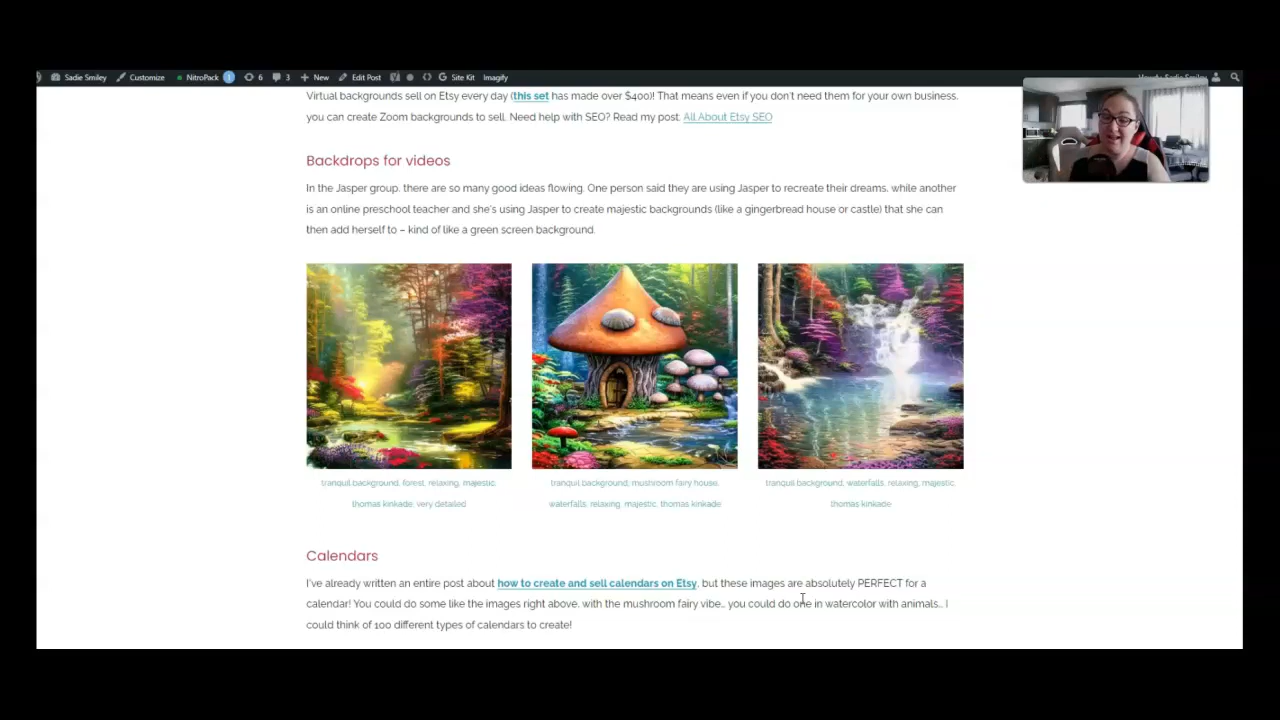 Sadie Smiley Customize NitroPack 1 6 3 New Edit Post Site Kit Imagify
Virtual backgrounds sell on Etsy every day (this set has made over $400)! That means even if you don't need them for your own business,
you can create Zoom backgrounds to sell. Need help with SEO? Read my post: All About Etsy SEO
Backdrops for videos
In the Jasper group, there are so many good ideas flowing. One person said they are using Jasper to recreate their dreams, while another
is an online preschool teacher and she's using Jasper to create majestic backgrounds (like a gingerbread house or castle) that she can
then add herself to – kind of like a green screen background.
tranquil background, forest, relaxing, majestic,
thomas kinkade, very detailed
tranquil background, mushroom fairy house,
waterfalls, relaxing, majestic, thomas kinkade
tranquil background, waterfalls, relaxing, majestic,
thomas kinkade
Calendars
I've already written an entire post about how to create and sell calendars on Etsy, but these images are absolutely PERFECT for a
calendar! You could do some like the images right above, with the mushroom fairy vibe… you could do one in watercolor with animals… I
could think of 100 different types of calendars to create!